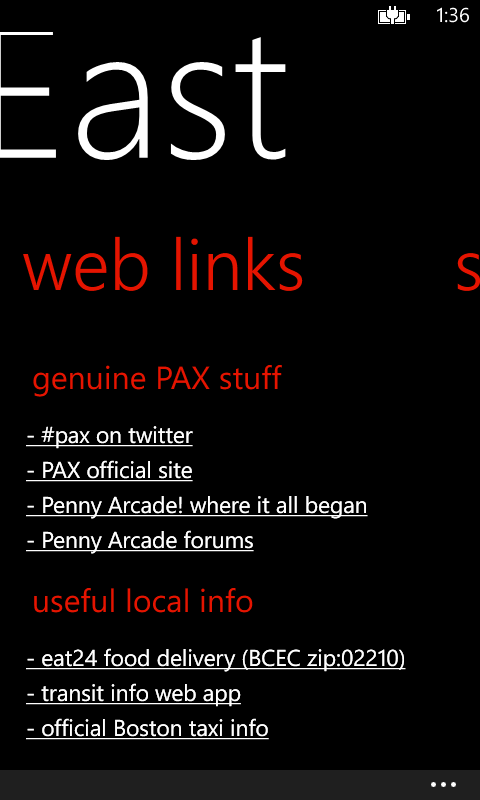 1:36
East
web links
s
genuine PAX stuff
- #pax on twitter
- PAX official site
- Penny Arcade! where it all began
- Penny Arcade forums
useful local info
- eat24 food delivery (BCEC zip:02210)
- transit info web app
- official Boston taxi info